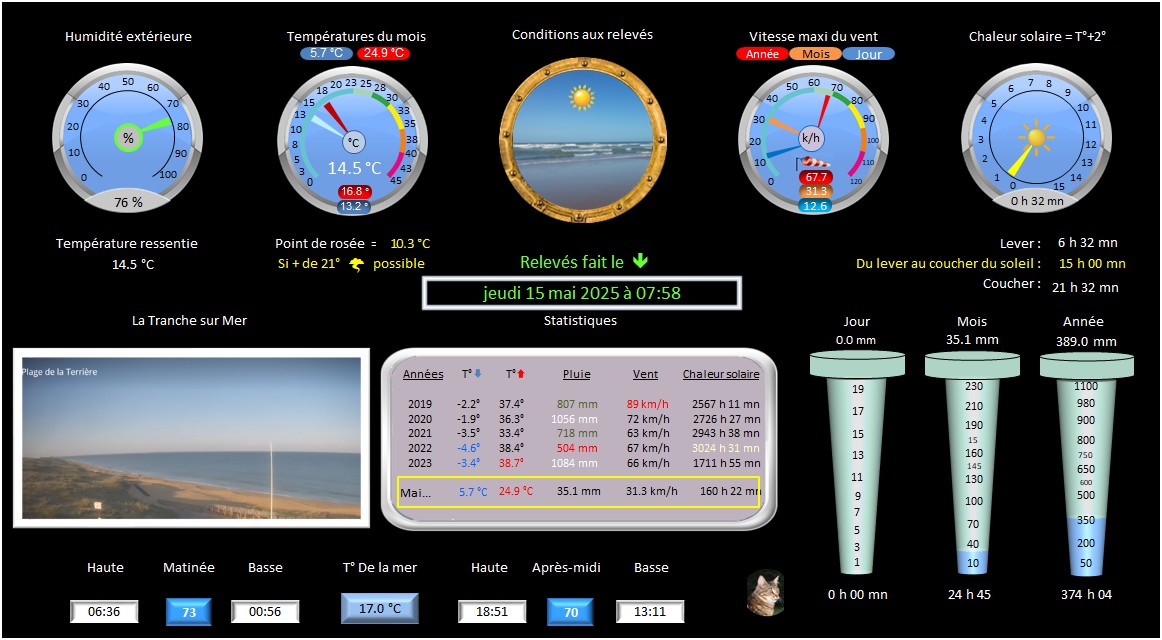 Humidité extérieure
Températures du mois
Conditions aux relevés
Vitesse maxi du vent
Chaleur solaire = T°+2°
5.7 °C 24.9 °C
Année Mois Jour
0 10 20 30 40 50 60 70 80 90 100
%
76 %
0 3 5 8 10 13 15 18 20 23 25 28 30 33 35 38 40 43 45
°C
14.5 °C
16.8 °
13.2 °
0 10 20 30 40 50 60 70 80 90 100 110 120
k/h
67.7
31.3
12.6
0 1 2 3 4 5 6 7 8 9 10 11 12 13 14 15
0 h 32 mn
Température ressentie
14.5 °C
Point de rosée = 10.3 °C
Si + de 21° possible
Relevés fait le
jeudi 15 mai 2025 à 07:58
Lever : 6 h 32 mn
Du lever au coucher du soleil : 15 h 00 mn
Coucher : 21 h 32 mn
La Tranche sur Mer
Plage de la Terrière
Statistiques
Années T° T° Pluie Vent Chaleur solaire
2019 -2.2° 37.4° 807 mm 89 km/h 2567 h 11 mn
2020 -1.9° 36.3° 1056 mm 72 km/h 2726 h 27 mn
2021 -3.5° 33.4° 718 mm 63 km/h 2943 h 38 mn
2022 -4.6° 38.4° 504 mm 67 km/h 3024 h 31 mn
2023 -3.4° 38.7° 1084 mm 66 km/h 1711 h 55 mn
Mai... 5.7 °C 24.9 °C 35.1 mm 31.3 km/h 160 h 22 mn
Jour
0.0 mm
19
17
15
13
11
9
7
5
3
1
0 h 00 mn
Mois
35.1 mm
230
210
190
15
160
145
130
100
70
40
10
24 h 45
Année
389.0 mm
1100
980
900
800
750
650
600
500
350
200
50
374 h 04
Haute Matinée Basse T° De la mer Haute Après-midi Basse
06:36 73 00:56 17.0 °C 18:51 70 13:11